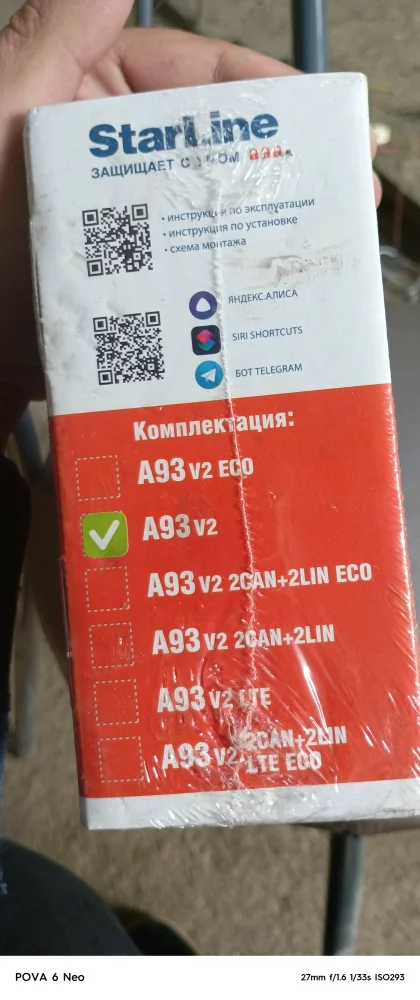 StarLine
ЗАЩИЩАЕТ С УМОМ
• инструкция по эксплуатации
• инструкция по установке
• схема монтажа
ЯНДЕКС.АЛИСА
SIRI SHORTCUTS
БОТ TELEGRAM
Комплектация:
A93 V2 ECO
A93 V2
A93 V2 2CAN+2LIN ECO
A93 V2 2CAN+2LIN
A93 V2 LTE
A93 V2 2CAN+2LIN
LTE ECO
POVA 6 Neo
27mm f/1.6 1/33s ISO293